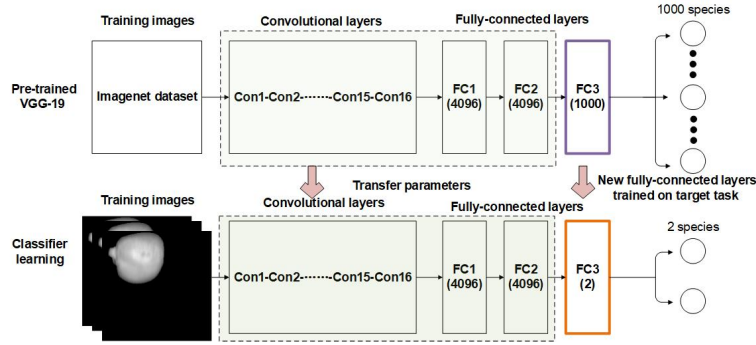 1000 species
Training images
Convolutional layers
Fully-connected layers
Pre-trained
VGG-19
Imagenet dataset
Con1-Con2-------Con15-Con16
FC1
(4096)
FC2
(4096)
FC3
(1000)
Training images
Transfer parameters
New fully-connected layers
trained on target task
Convolutional layers
Fully-connected layers
2 species
Classifier
learning
Con1-Con2-------Con15-Con16
FC1
(4096)
FC2
(4096)
FC3
(2)